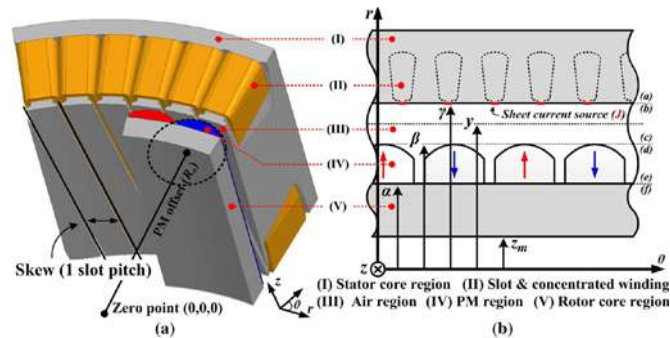 r
(I)
(II)
(III)
(IV)
(V)
PM offset(Rₒ)
Skew (1 slot pitch)
Zero point (0,0,0)
z
θ
r
(a)
(a)
(b)
Sheet current source (J)
γ
y
β
(c)
(d)
(e)
(f)
α
z
zm
θ
(I) Stator core region (II) Slot & concentrated winding
(III) Air region (IV) PM region (V) Rotor core region
(b)